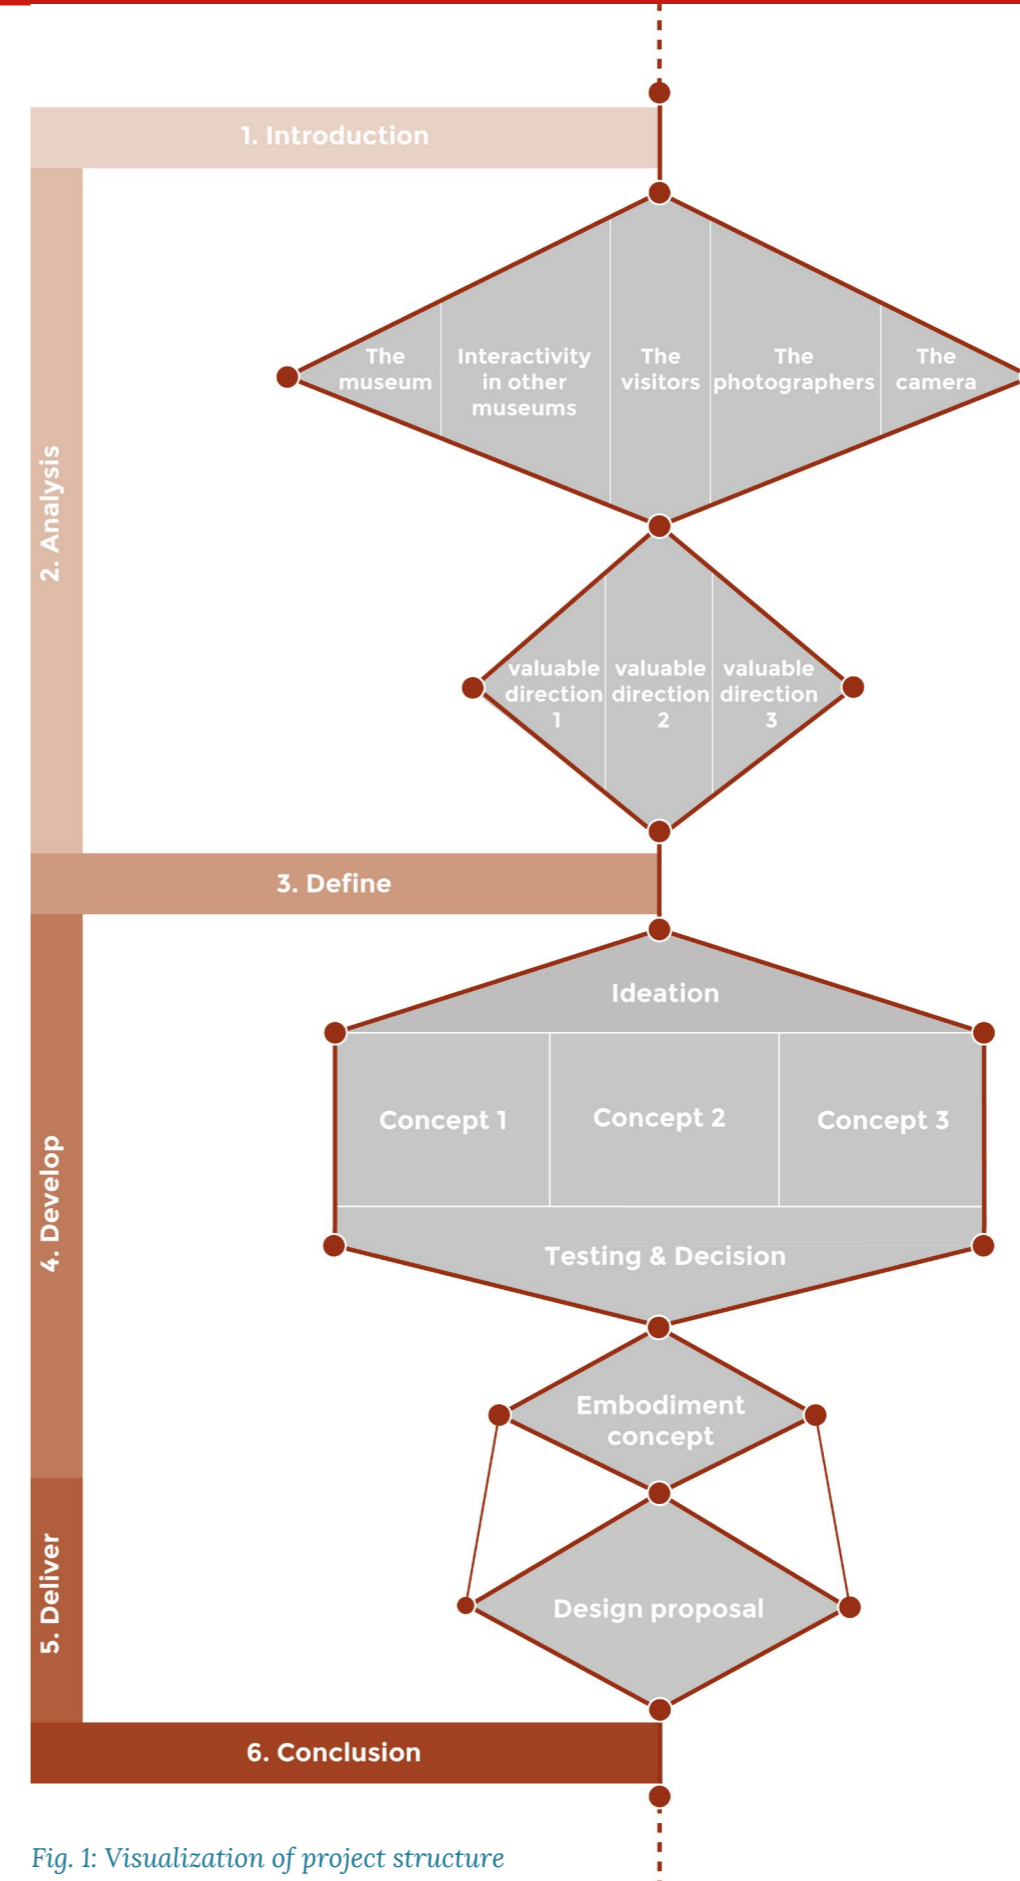 1. Introduction
2. Analysis
The
museum
Interactivity
in other
museums
The
visitors
The
photographers
The
camera
valuable
direction
1
valuable
direction
2
valuable
direction
3
3. Define
4. Develop
Ideation
Concept 1
Concept 2
Concept 3
Testing & Decision
Embodiment
concept
5. Deliver
Design proposal
6. Conclusion
Fig. 1: Visualization of project structure